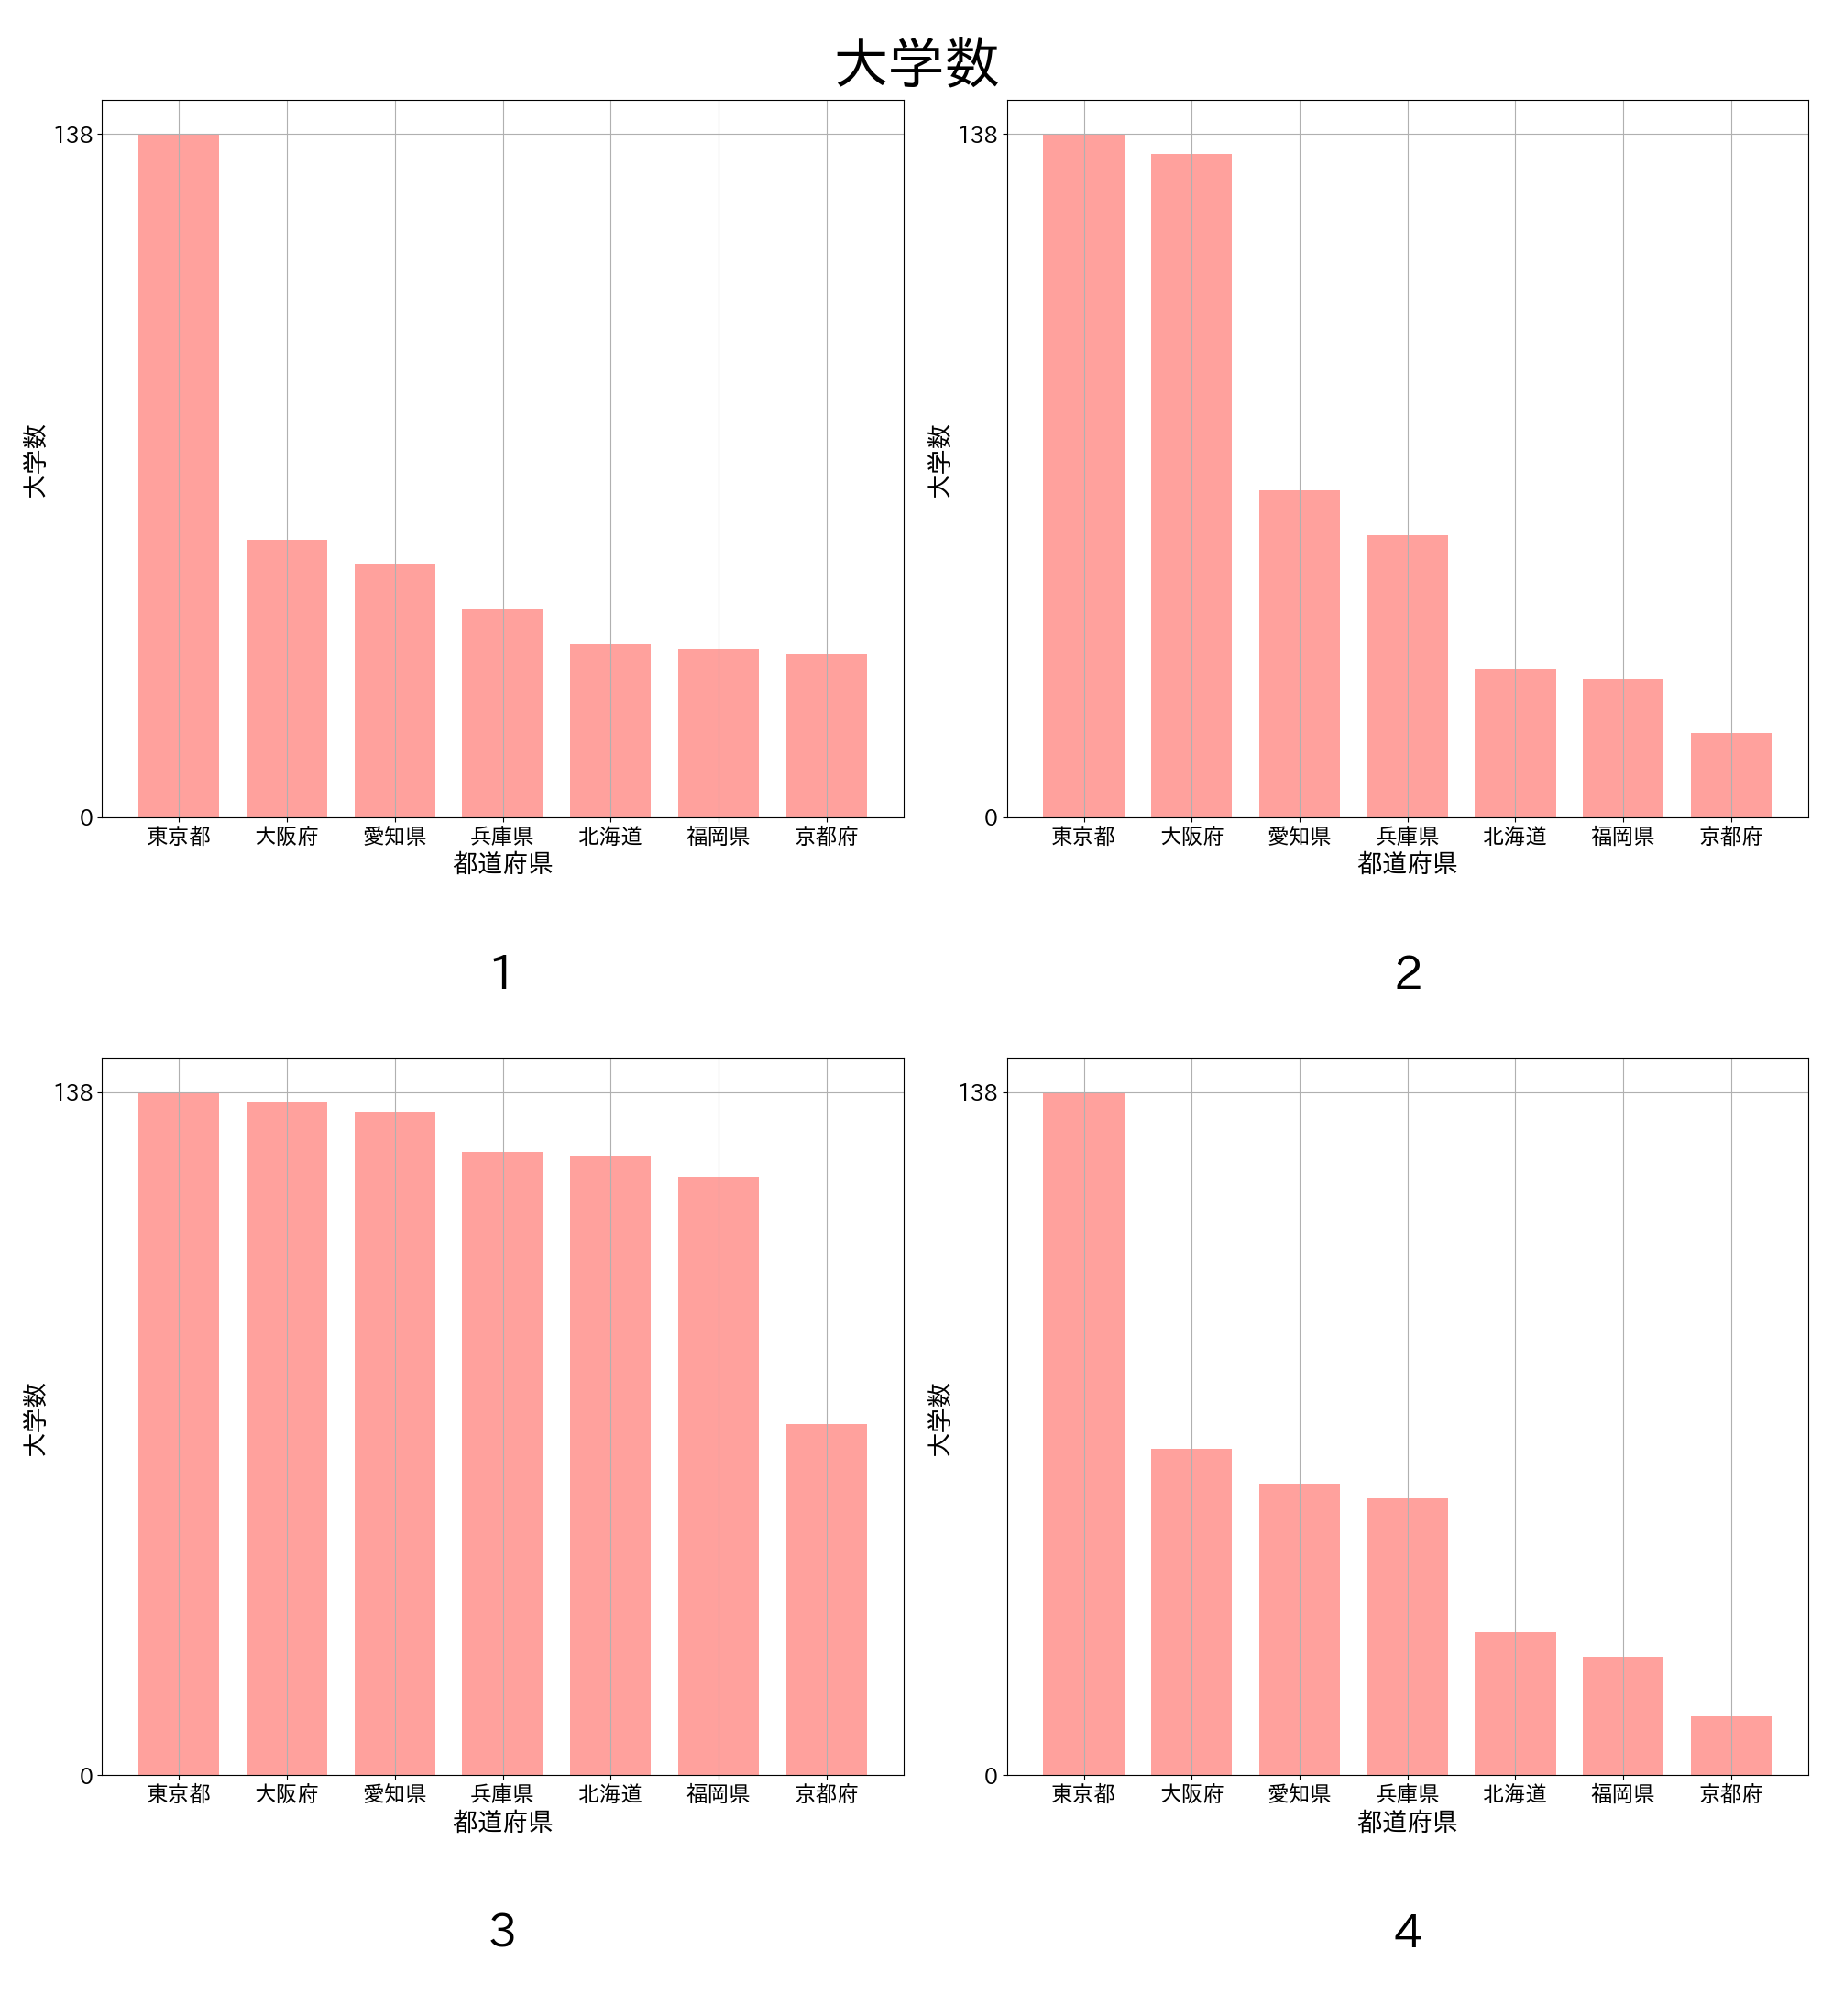 大学数
138
0
大学数
東京都 大阪府 愛知県 兵庫県 北海道 福岡県 京都府
都道府県
1
138
0
大学数
東京都 大阪府 愛知県 兵庫県 北海道 福岡県 京都府
都道府県
2
138
0
大学数
東京都 大阪府 愛知県 兵庫県 北海道 福岡県 京都府
都道府県
3
138
0
大学数
東京都 大阪府 愛知県 兵庫県 北海道 福岡県 京都府
都道府県
4